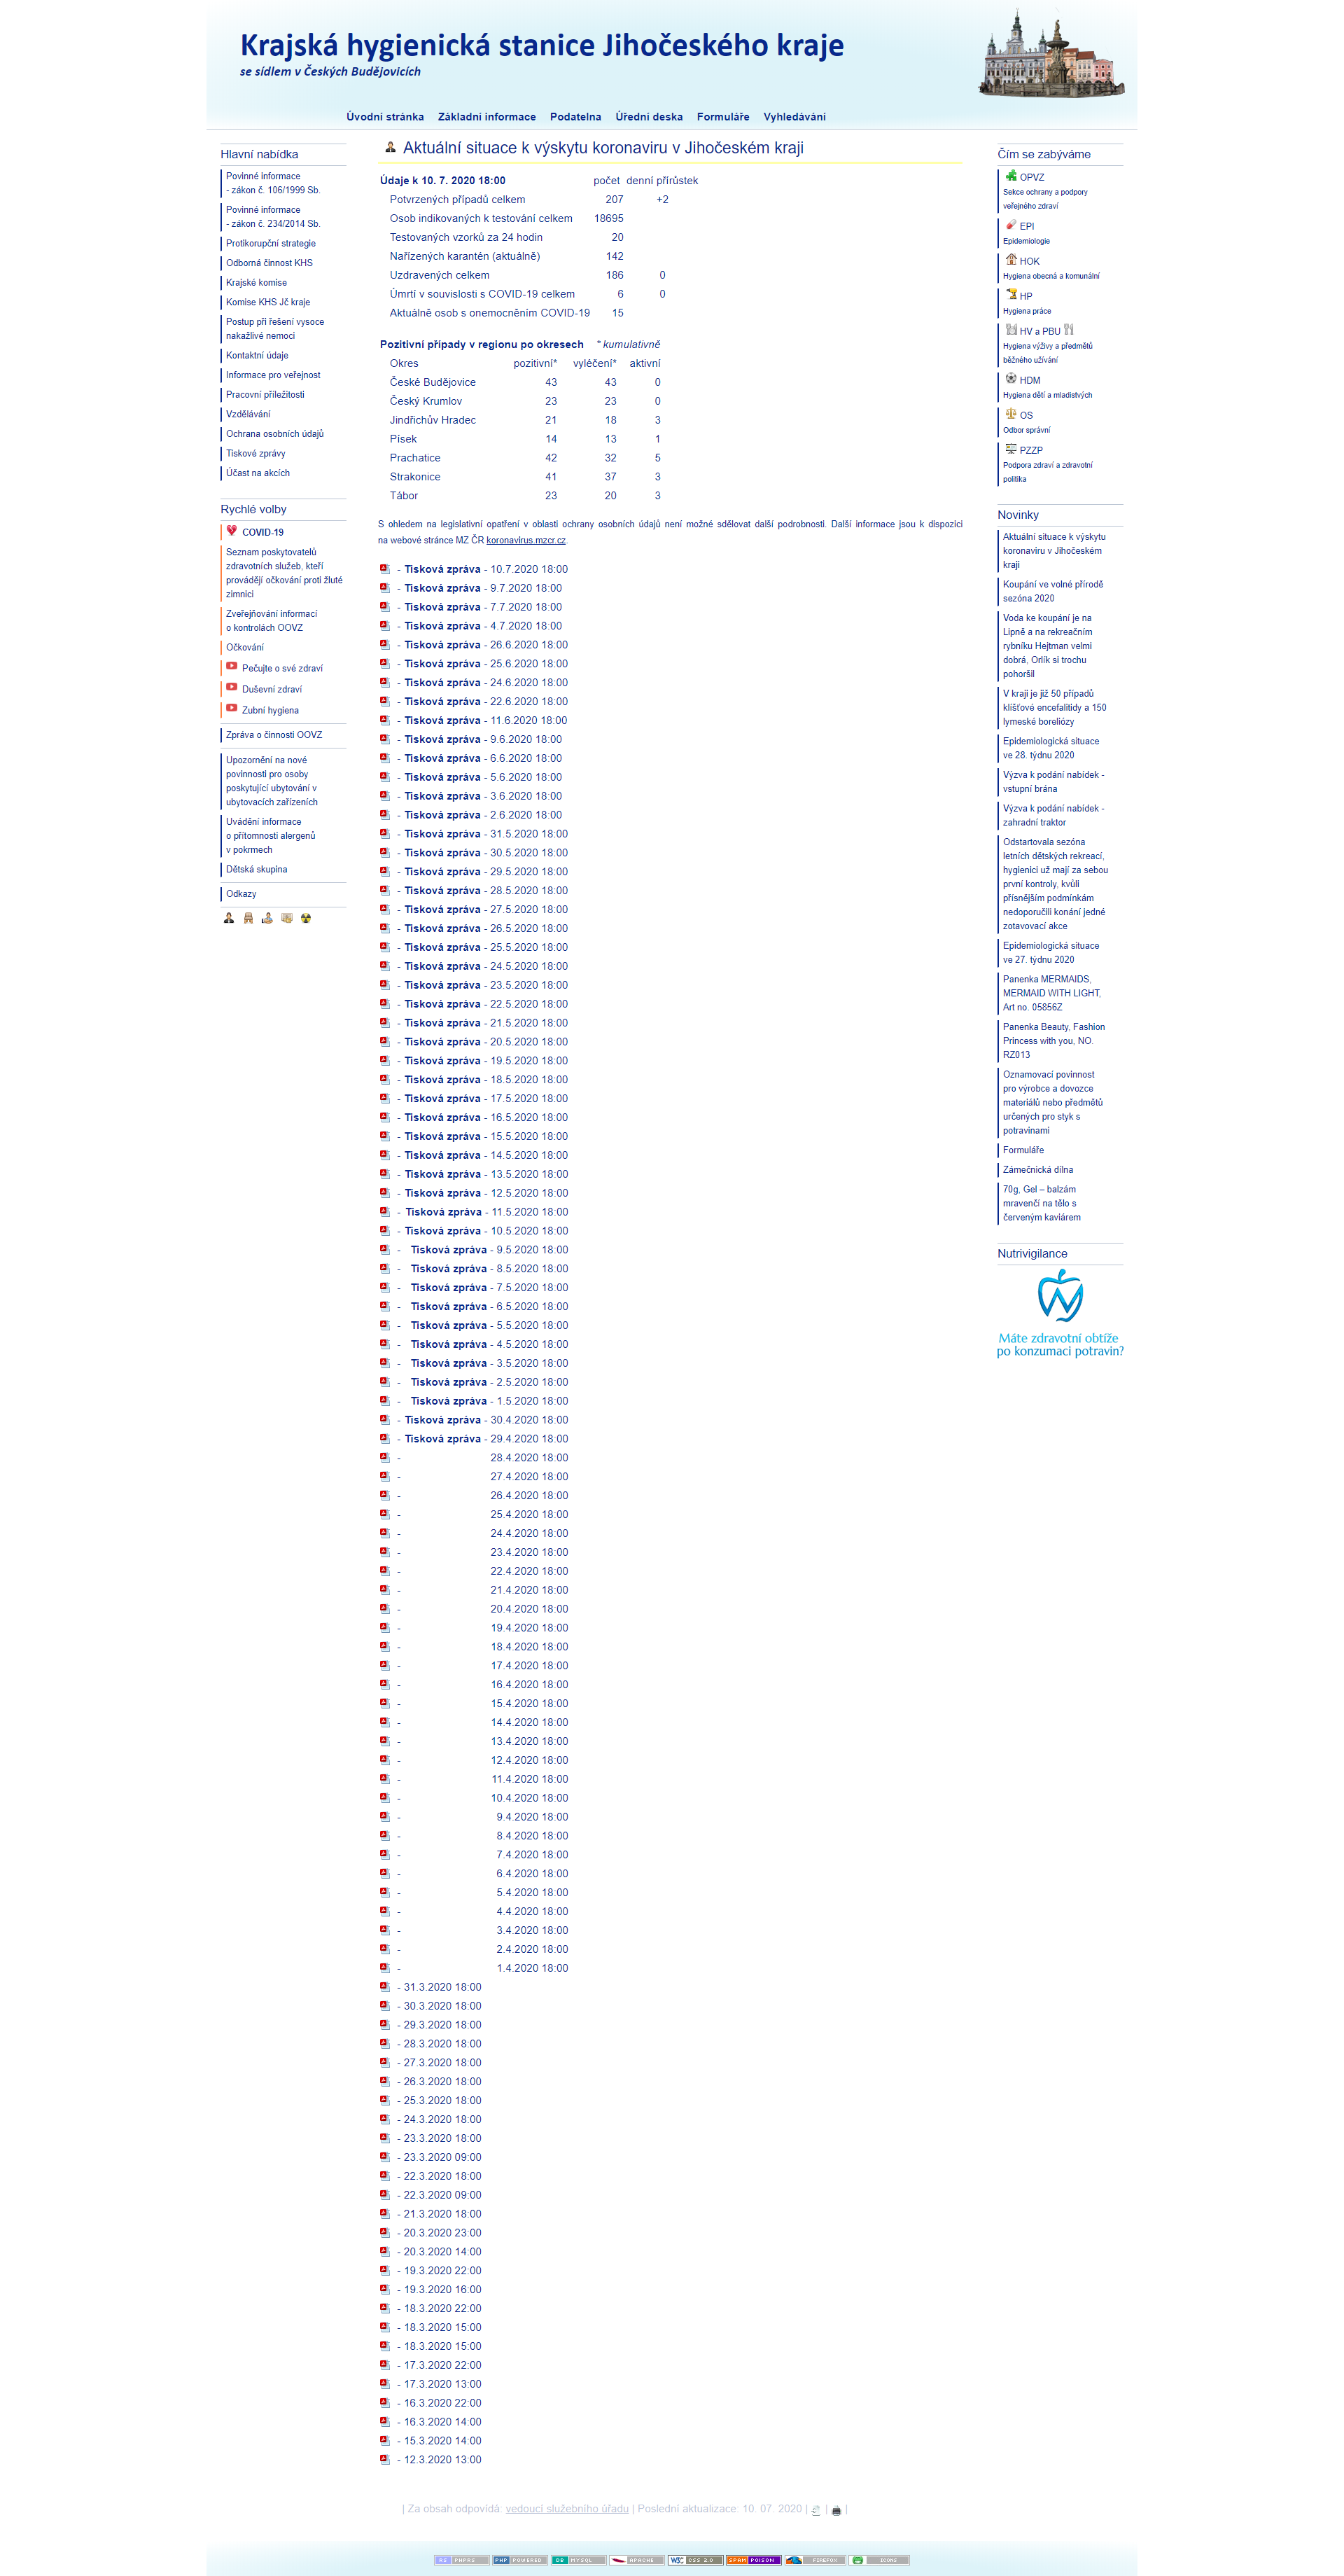 Krajská hygienická stanice Jihočeského kraje
se sídlem v Českých Budějovicích
Úvodní stránka Základní informace Podatelna Úřední deska Formuláře Vyhledávání
Hlavní nabídka
Povinné informace
- zákon č. 106/1999 Sb.
Povinné informace
- zákon č. 234/2014 Sb.
Protikorupční strategie
Odborná činnost KHS
Krajské komise
Komise KHS Jč kraje
Postup při řešení vysoce
nakažlivé nemoci
Kontaktní údaje
Informace pro veřejnost
Pracovní příležitosti
Vzdělávání
Ochrana osobních údajů
Tiskové zprávy
Účast na akcích
Rychlé volby
COVID-19
Seznam poskytovatelů
zdravotních služeb, kteří
provádějí očkování proti žluté
zimnici
Zveřejňování informací
o kontrolách OOVZ
Očkování
Pečujte o své zdraví
Duševní zdraví
Zubní hygiena
Zpráva o činnosti OOVZ
Upozornění na nové
povinnosti pro osoby
poskytující ubytování v
ubytovacích zařízeních
Uvádění informace
o přítomnosti alergenů
v pokrmech
Dětská skupina
Odkazy
Aktuální situace k výskytu koronaviru v Jihočeském kraji
Údaje k 10. 7. 2020 18:00 počet denní přírůstek
Potvrzených případů celkem 207 +2
Osob indikovaných k testování celkem 18695
Testovaných vzorků za 24 hodin 20
Nařízených karantén (aktuálně) 142
Uzdravených celkem 186 0
Úmrtí v souvislosti s COVID-19 celkem 6 0
Aktuálně osob s onemocněním COVID-19 15
Pozitivní případy v regionu po okresech * kumulativně
Okres pozitivní* vyléčení* aktivní
České Budějovice 43 43 0
Český Krumlov 23 23 0
Jindřichův Hradec 21 18 3
Písek 14 13 1
Prachatice 42 32 5
Strakonice 41 37 3
Tábor 23 20 3
S ohledem na legislativní opatření v oblasti ochrany osobních údajů není možné sdělovat další podrobnosti. Další informace jsou k dispozici
na webové stránce MZ ČR koronavirus.mzcr.cz.
- Tisková zpráva - 10.7.2020 18:00
- Tisková zpráva - 9.7.2020 18:00
- Tisková zpráva - 7.7.2020 18:00
- Tisková zpráva - 4.7.2020 18:00
- Tisková zpráva - 26.6.2020 18:00
- Tisková zpráva - 25.6.2020 18:00
- Tisková zpráva - 24.6.2020 18:00
- Tisková zpráva - 22.6.2020 18:00
- Tisková zpráva - 11.6.2020 18:00
- Tisková zpráva - 9.6.2020 18:00
- Tisková zpráva - 6.6.2020 18:00
- Tisková zpráva - 5.6.2020 18:00
- Tisková zpráva - 3.6.2020 18:00
- Tisková zpráva - 2.6.2020 18:00
- Tisková zpráva - 31.5.2020 18:00
- Tisková zpráva - 30.5.2020 18:00
- Tisková zpráva - 29.5.2020 18:00
- Tisková zpráva - 28.5.2020 18:00
- Tisková zpráva - 27.5.2020 18:00
- Tisková zpráva - 26.5.2020 18:00
- Tisková zpráva - 25.5.2020 18:00
- Tisková zpráva - 24.5.2020 18:00
- Tisková zpráva - 23.5.2020 18:00
- Tisková zpráva - 22.5.2020 18:00
- Tisková zpráva - 21.5.2020 18:00
- Tisková zpráva - 20.5.2020 18:00
- Tisková zpráva - 19.5.2020 18:00
- Tisková zpráva - 18.5.2020 18:00
- Tisková zpráva - 17.5.2020 18:00
- Tisková zpráva - 16.5.2020 18:00
- Tisková zpráva - 15.5.2020 18:00
- Tisková zpráva - 14.5.2020 18:00
- Tisková zpráva - 13.5.2020 18:00
- Tisková zpráva - 12.5.2020 18:00
- Tisková zpráva - 11.5.2020 18:00
- Tisková zpráva - 10.5.2020 18:00
- Tisková zpráva - 9.5.2020 18:00
- Tisková zpráva - 8.5.2020 18:00
- Tisková zpráva - 7.5.2020 18:00
- Tisková zpráva - 6.5.2020 18:00
- Tisková zpráva - 5.5.2020 18:00
- Tisková zpráva - 4.5.2020 18:00
- Tisková zpráva - 3.5.2020 18:00
- Tisková zpráva - 2.5.2020 18:00
- Tisková zpráva - 1.5.2020 18:00
- Tisková zpráva - 30.4.2020 18:00
- Tisková zpráva - 29.4.2020 18:00
- 28.4.2020 18:00
- 27.4.2020 18:00
- 26.4.2020 18:00
- 25.4.2020 18:00
- 24.4.2020 18:00
- 23.4.2020 18:00
- 22.4.2020 18:00
- 21.4.2020 18:00
- 20.4.2020 18:00
- 19.4.2020 18:00
- 18.4.2020 18:00
- 17.4.2020 18:00
- 16.4.2020 18:00
- 15.4.2020 18:00
- 14.4.2020 18:00
- 13.4.2020 18:00
- 12.4.2020 18:00
- 11.4.2020 18:00
- 10.4.2020 18:00
- 9.4.2020 18:00
- 8.4.2020 18:00
- 7.4.2020 18:00
- 6.4.2020 18:00
- 5.4.2020 18:00
- 4.4.2020 18:00
- 3.4.2020 18:00
- 2.4.2020 18:00
- 1.4.2020 18:00
- 31.3.2020 18:00
- 30.3.2020 18:00
- 29.3.2020 18:00
- 28.3.2020 18:00
- 27.3.2020 18:00
- 26.3.2020 18:00
- 25.3.2020 18:00
- 24.3.2020 18:00
- 23.3.2020 18:00
- 23.3.2020 09:00
- 22.3.2020 18:00
- 22.3.2020 09:00
- 21.3.2020 18:00
- 20.3.2020 23:00
- 20.3.2020 14:00
- 19.3.2020 22:00
- 19.3.2020 16:00
- 18.3.2020 22:00
- 18.3.2020 15:00
- 18.3.2020 15:00
- 17.3.2020 22:00
- 17.3.2020 13:00
- 16.3.2020 22:00
- 16.3.2020 14:00
- 15.3.2020 14:00
- 12.3.2020 13:00
Čím se zabýváme
OPVZ
Sekce ochrany a podpory
veřejného zdraví
EPI
Epidemiologie
HOK
Hygiena obecná a komunální
HP
Hygiena práce
HV a PBU
Hygiena výživy a předmětů
běžného užívání
HDM
Hygiena dětí a mladistvých
OS
Odbor správní
PZZP
Podpora zdraví a zdravotní
politika
Novinky
Aktuální situace k výskytu
koronaviru v Jihočeském
kraji
Koupání ve volné přírodě
sezóna 2020
Voda ke koupání je na
Lipně a na rekreačním
rybníku Hejtman velmi
dobrá, Orlík si trochu
pohoršil
V kraji je již 50 případů
klíšťové encefalitidy a 150
lymeské boreliózy
Epidemiologická situace
ve 28. týdnu 2020
Výzva k podání nabídek -
vstupní brána
Výzva k podání nabídek -
zahradní traktor
Odstartovala sezóna
letních dětských rekreací,
hygienici už mají za sebou
první kontroly, kvůli
přísnějším podmínkám
nedoporučili konání jedné
zotavovací akce
Epidemiologická situace
ve 27. týdnu 2020
Panenka MERMAIDS,
MERMAID WITH LIGHT,
Art no. 05856Z
Panenka Beauty, Fashion
Princess with you, NO.
RZ013
Oznamovací povinnost
pro výrobce a dovozce
materiálů nebo předmětů
určených pro styk s
potravinami
Formuláře
Zámečnická dílna
70g, Gel – balzám
mravenčí na tělo s
červeným kaviárem
Nutrivigilance
Máte zdravotní obtíže
po konzumaci potravin?
| Za obsah odpovídá: vedoucí služebního úřadu | Poslední aktualizace: 10. 07. 2020 | | |
RS PHPRS PHP POWERED DB MYSQL APACHE W3C CSS 2.0 SPAM POISON FIREFOX ICONS